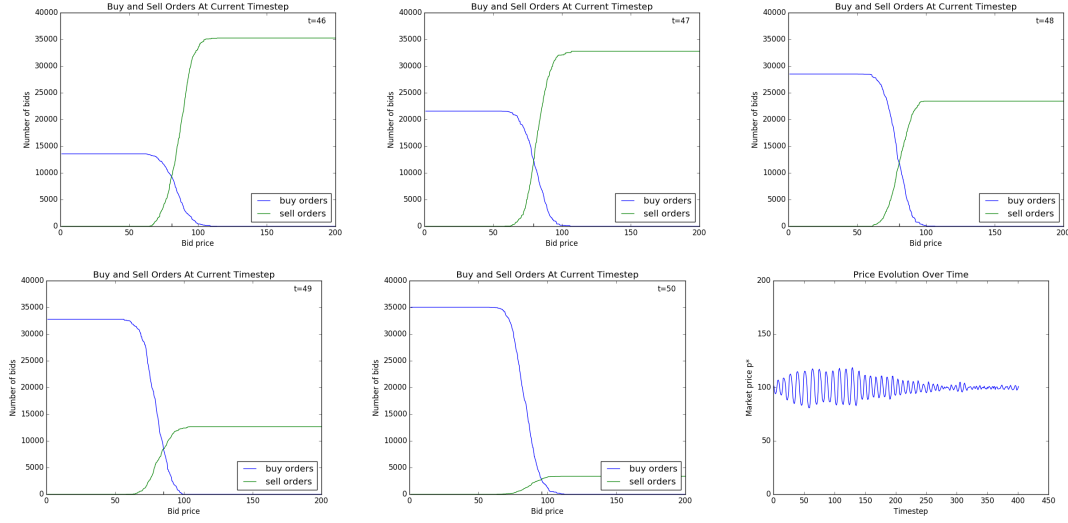 Buy and Sell Orders At Current Timestep
t=46
40000
35000
30000
25000
20000
15000
10000
5000
0
Number of bids
0 50 100 150 200
Bid price
buy orders
sell orders
Buy and Sell Orders At Current Timestep
t=47
40000
35000
30000
25000
20000
15000
10000
5000
0
Number of bids
0 50 100 150 200
Bid price
buy orders
sell orders
Buy and Sell Orders At Current Timestep
t=48
40000
35000
30000
25000
20000
15000
10000
5000
0
Number of bids
0 50 100 150 200
Bid price
buy orders
sell orders
Buy and Sell Orders At Current Timestep
t=49
40000
35000
30000
25000
20000
15000
10000
5000
0
Number of bids
0 50 100 150 200
Bid price
buy orders
sell orders
Buy and Sell Orders At Current Timestep
t=50
40000
35000
30000
25000
20000
15000
10000
5000
0
Number of bids
0 50 100 150 200
Bid price
buy orders
sell orders
Price Evolution Over Time
200
150
100
50
0
Market price p*
0 50 100 150 200 250 300 350 400 450
Timestep